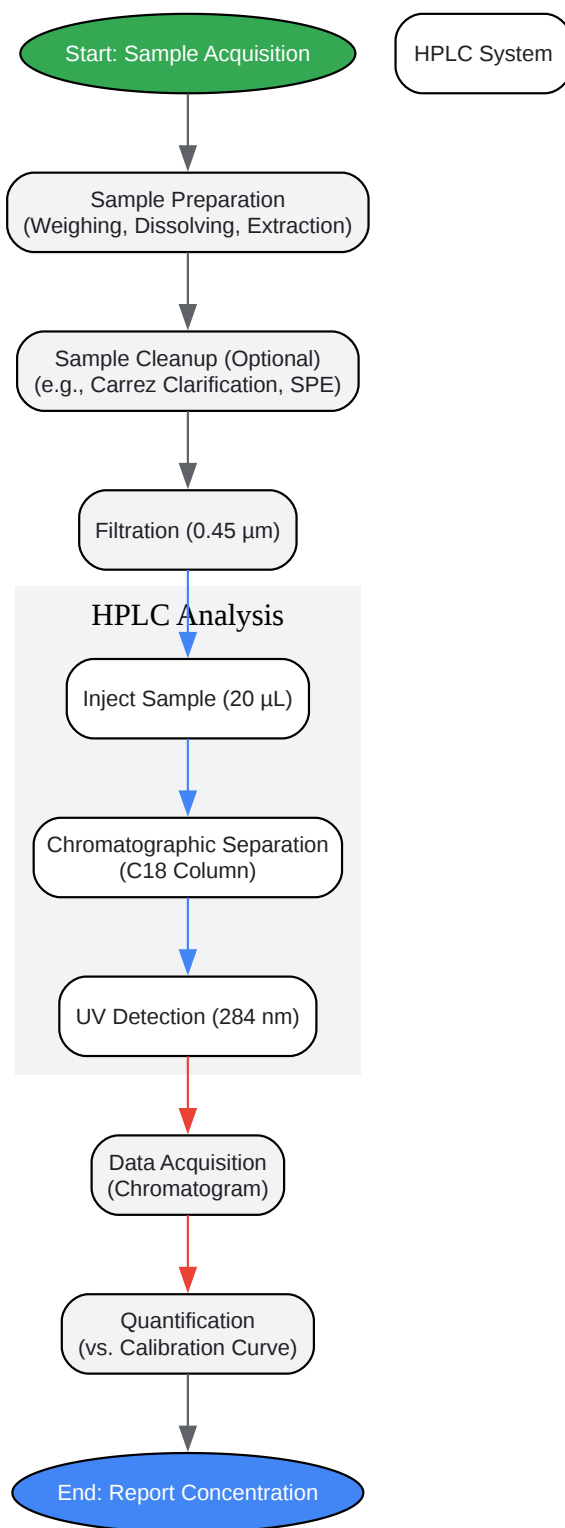 Start: Sample Acquisition
HPLC System
Sample Preparation
(Weighing, Dissolving, Extraction)
Sample Cleanup (Optional)
(e.g., Carrez Clarification, SPE)
Filtration (0.45 µm)
HPLC Analysis
Inject Sample (20 µL)
Chromatographic Separation
(C18 Column)
UV Detection (284 nm)
Data Acquisition
(Chromatogram)
Quantification
(vs. Calibration Curve)
End: Report Concentration